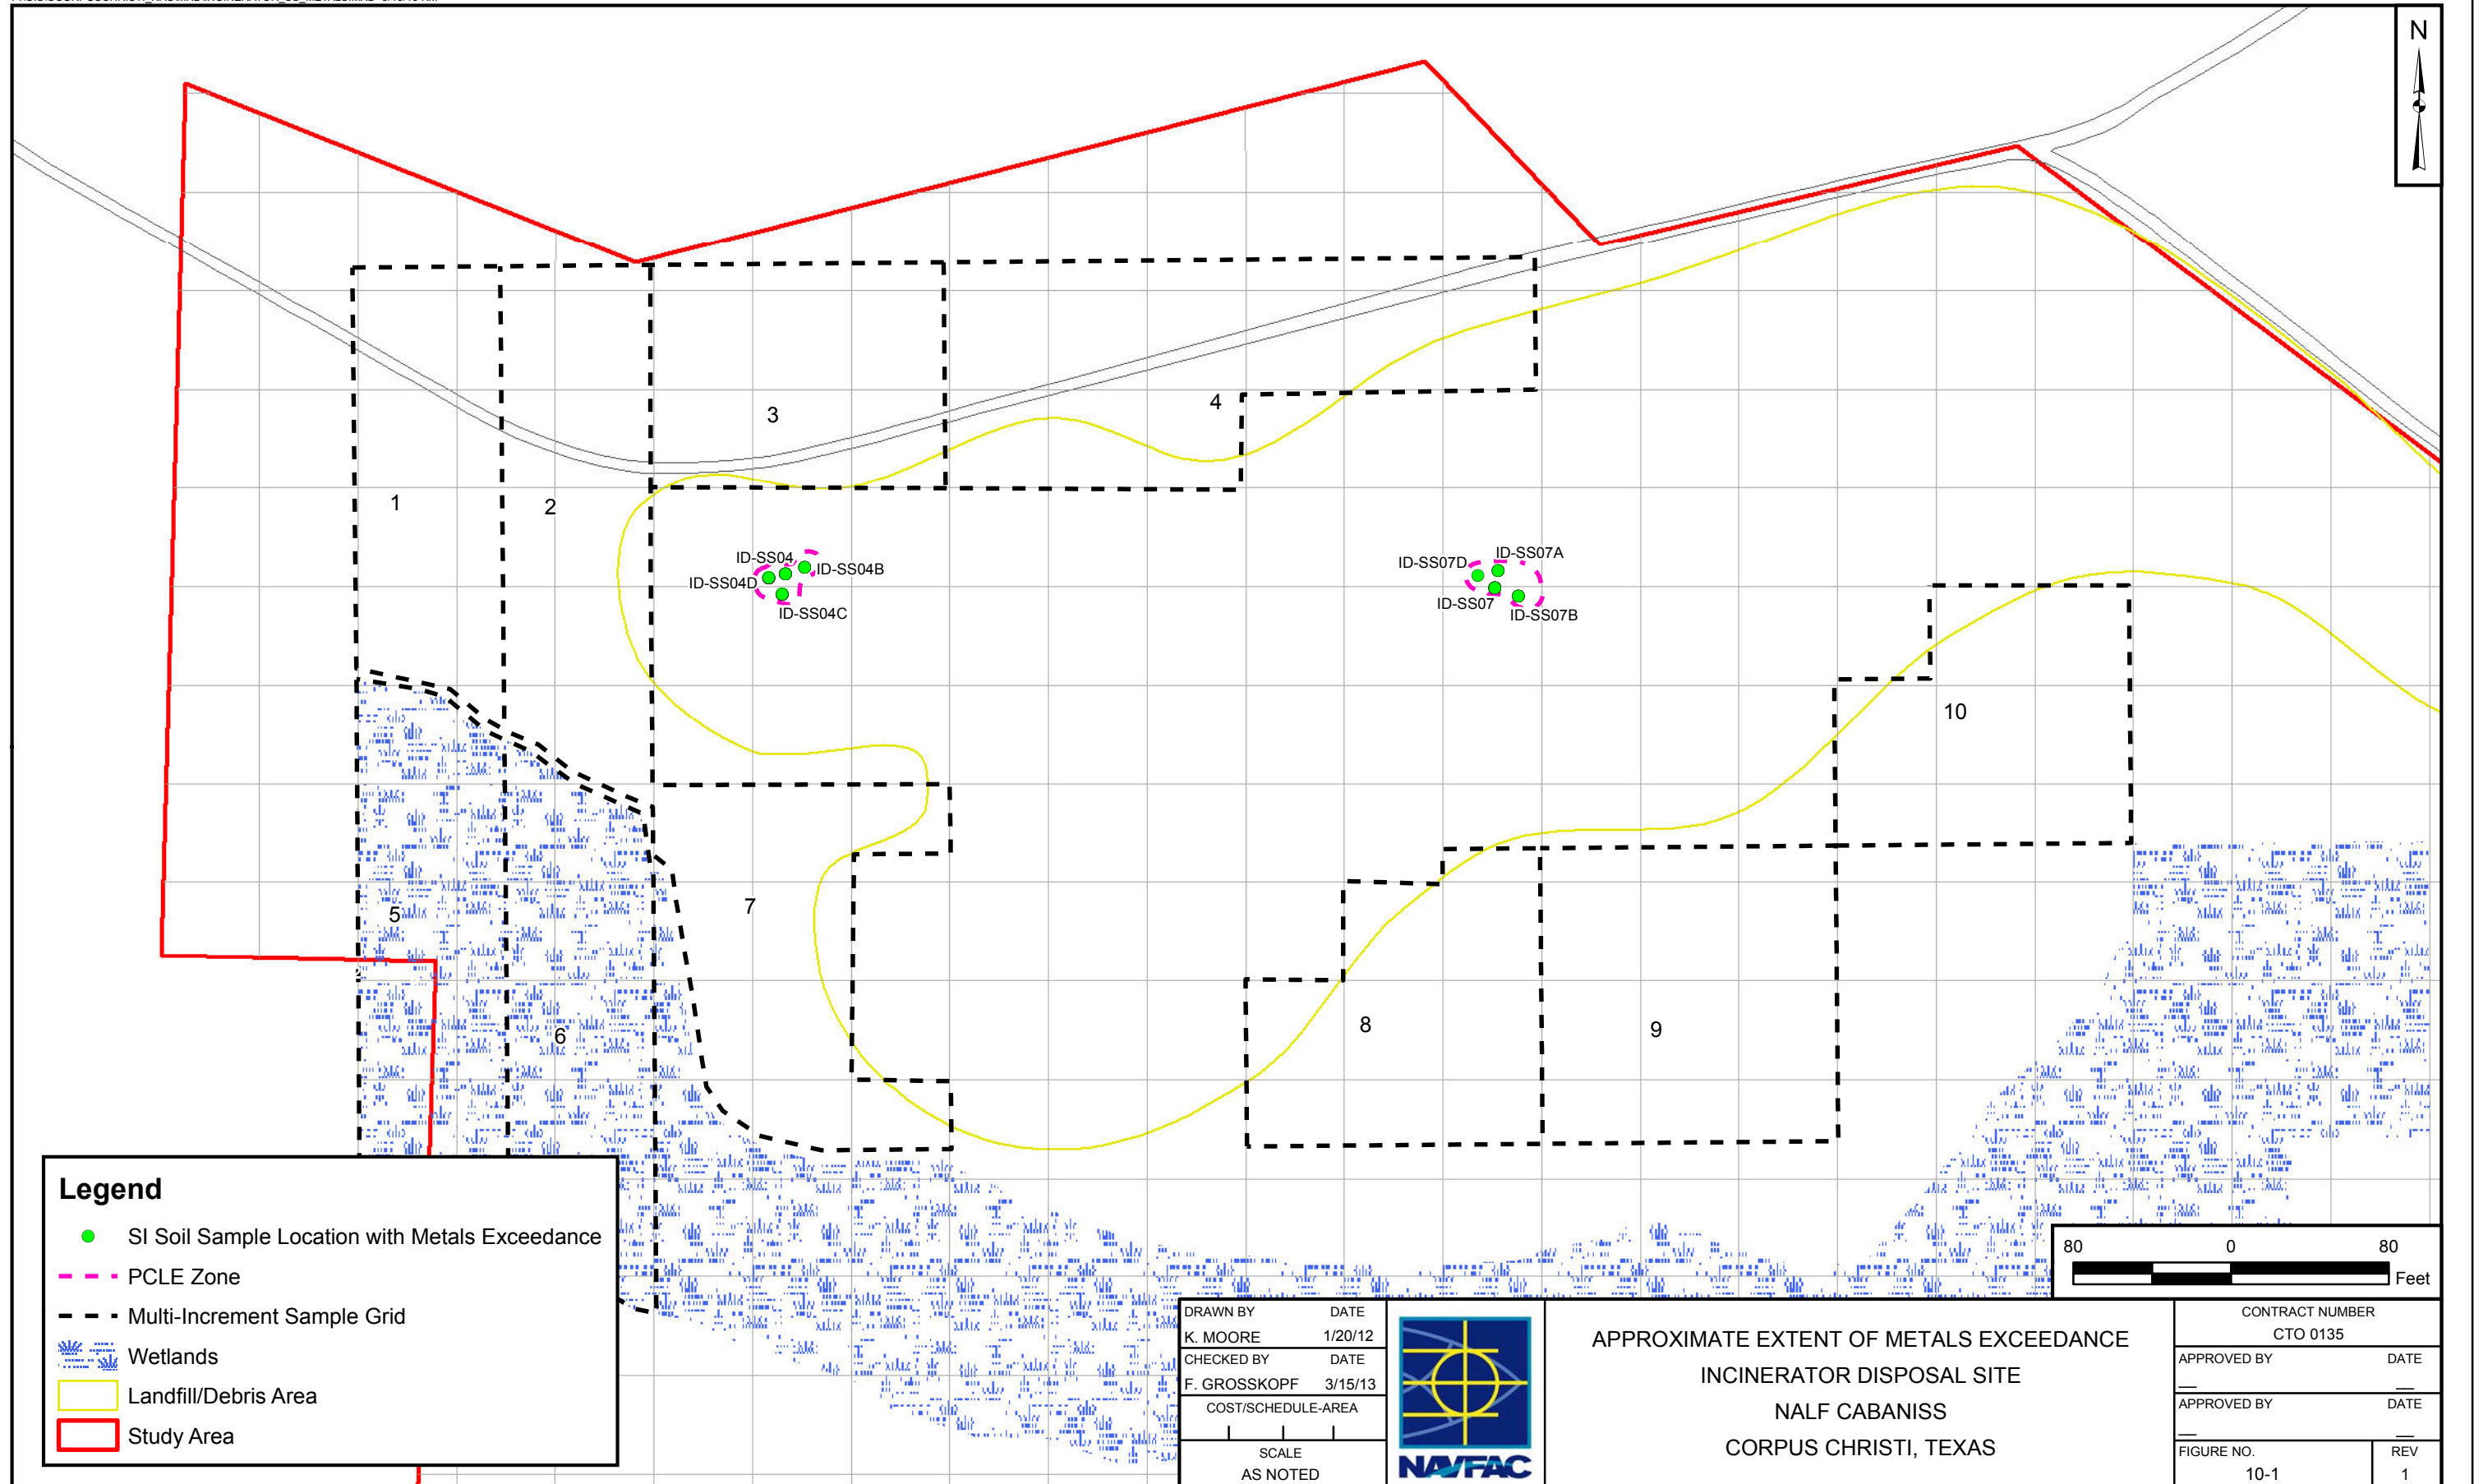 N
3
4
1
2
ID-SS04
ID-SS04B
ID-SS04D
ID-SS04C
ID-SS07A
ID-SS07D
ID-SS07
ID-SS07B
10
5
7
6
8
9
Legend
SI Soil Sample Location with Metals Exceedance
PCLE Zone
Multi-Increment Sample Grid
Wetlands
Landfill/Debris Area
Study Area
80 0 80
Feet
DRAWN BY DATE
K. MOORE 1/20/12
CHECKED BY DATE
F. GROSSKOPF 3/15/13
COST/SCHEDULE-AREA
SCALE
AS NOTED
NAVFAC
APPROXIMATE EXTENT OF METALS EXCEEDANCE
INCINERATOR DISPOSAL SITE
NALF CABANISS
CORPUS CHRISTI, TEXAS
CONTRACT NUMBER
CTO 0135
APPROVED BY DATE
__ __
APPROVED BY DATE
__ __
FIGURE NO. REV
10-1 1